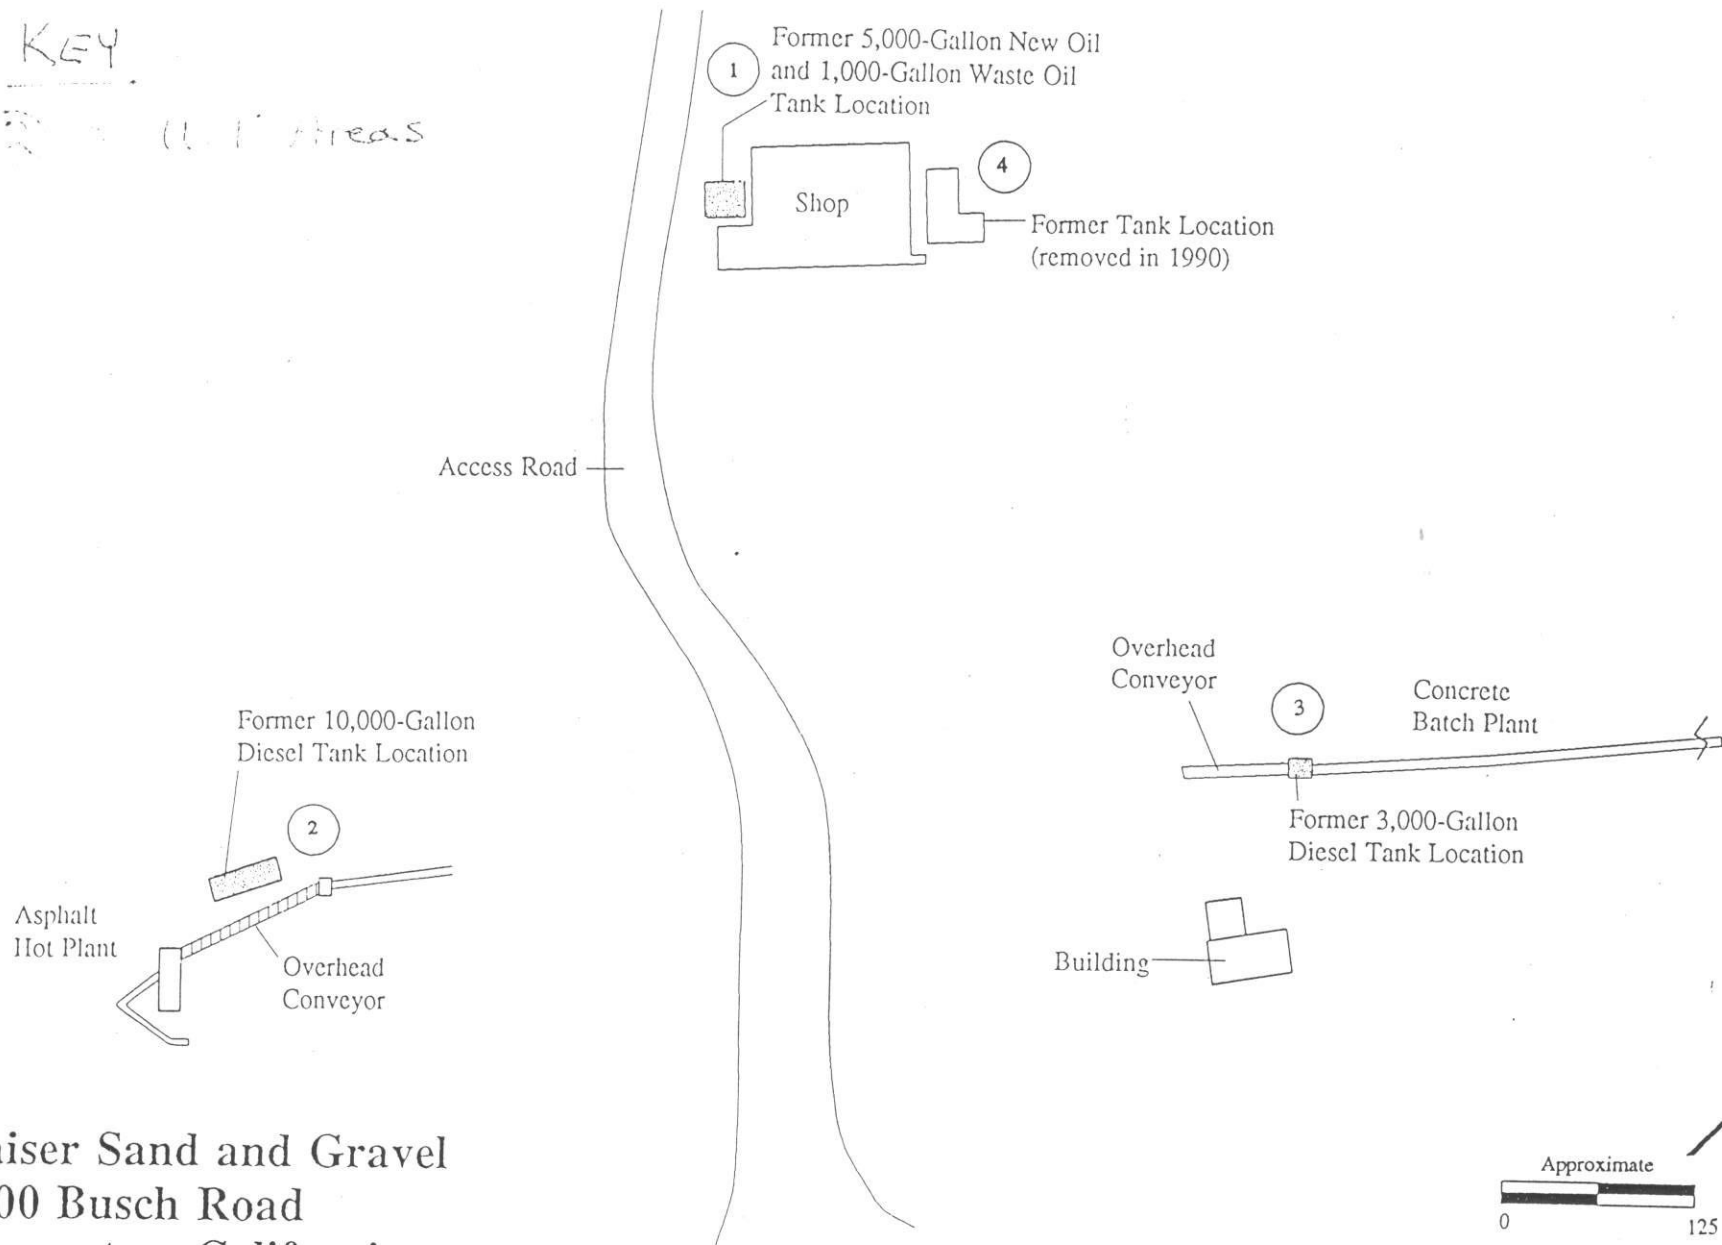 KEY
Areas
1
Former 5,000-Gallon New Oil
and 1,000-Gallon Waste Oil
Tank Location
Shop
4
Former Tank Location
(removed in 1990)
Access Road
Overhead
Conveyor
3
Concrete
Batch Plant
Former 3,000-Gallon
Diesel Tank Location
Former 10,000-Gallon
Diesel Tank Location
2
Asphalt
Hot Plant
Overhead
Conveyor
Building
aiser Sand and Gravel
00 Busch Road
Approximate
0
125